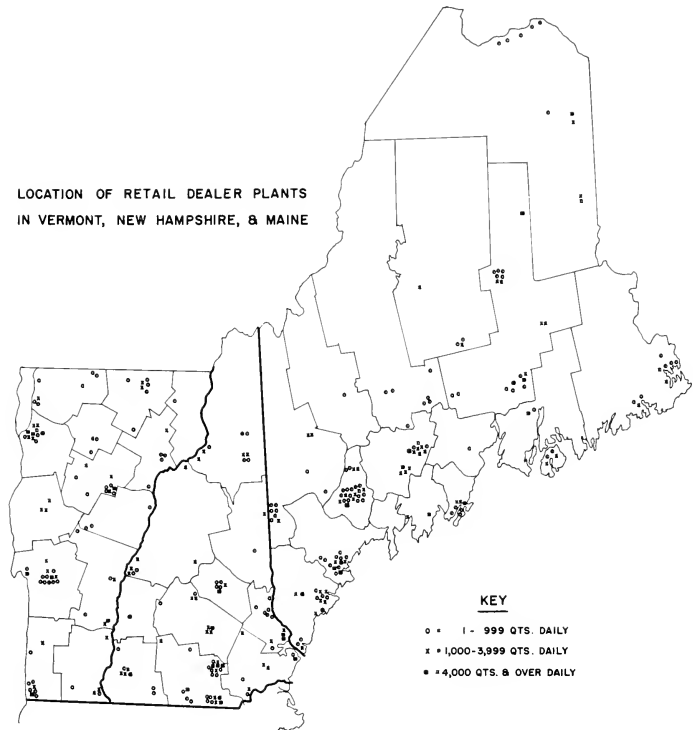 LOCATION OF RETAIL DEALER PLANTS
IN VERMONT, NEW HAMPSHIRE, & MAINE
KEY
o = 1 - 999 QTS. DAILY
x = 1,000-3,999 QTS. DAILY
■ = 4,000 QTS. & OVER DAILY